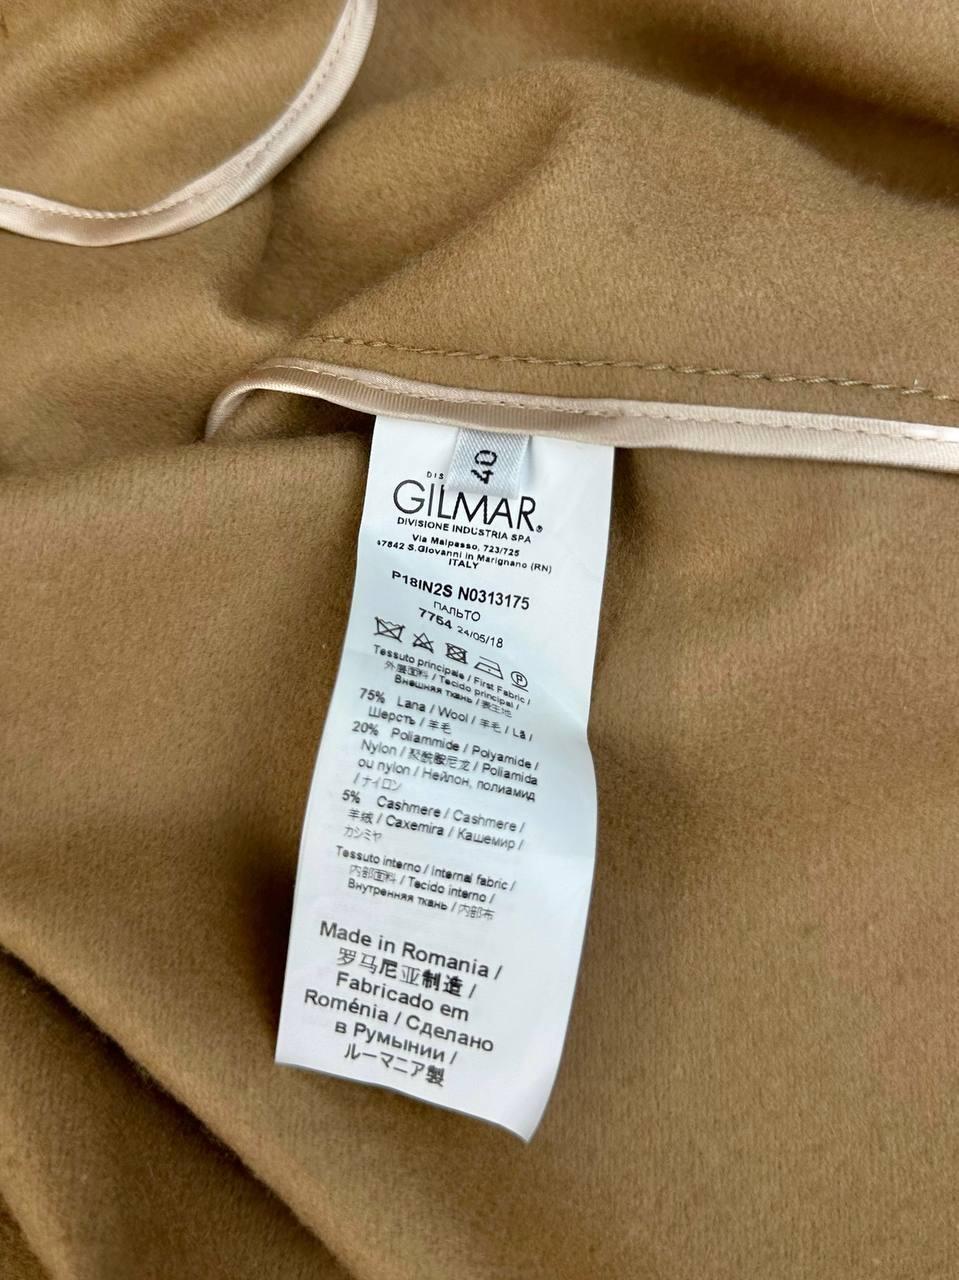 40
DIS
GILMAR®
DIVISIONE INDUSTRIA SPA
Via Malpasso, 723/725
47842 S.Giovanni in Marignano (RN)
ITALY
P18IN2S N0313175
ПАЛЬТО
7754 24/05/18
P
Tessuto principale / First Fabric /
外层面料 / Tecido principal /
Внешняя ткань / 表生地
75% Lana / Wool / 羊毛 / Lã /
Шерсть / 羊毛
20% Poliammide / Polyamide /
Nylon / 聚酰胺尼龙 / Poliamida
ou nylon / Нейлон, полиамид
/ ナイロン
5% Cashmere / Cashmere /
羊绒 / Caxemira / Кашемир /
カシミヤ
Tessuto interno / Internal fabric /
内部面料 / Tecido interno /
Внутренняя ткань / 内部布
Made in Romania /
罗马尼亚制造 /
Fabricado em
Roménia / Сделано
в Румынии /
ルーマニア製